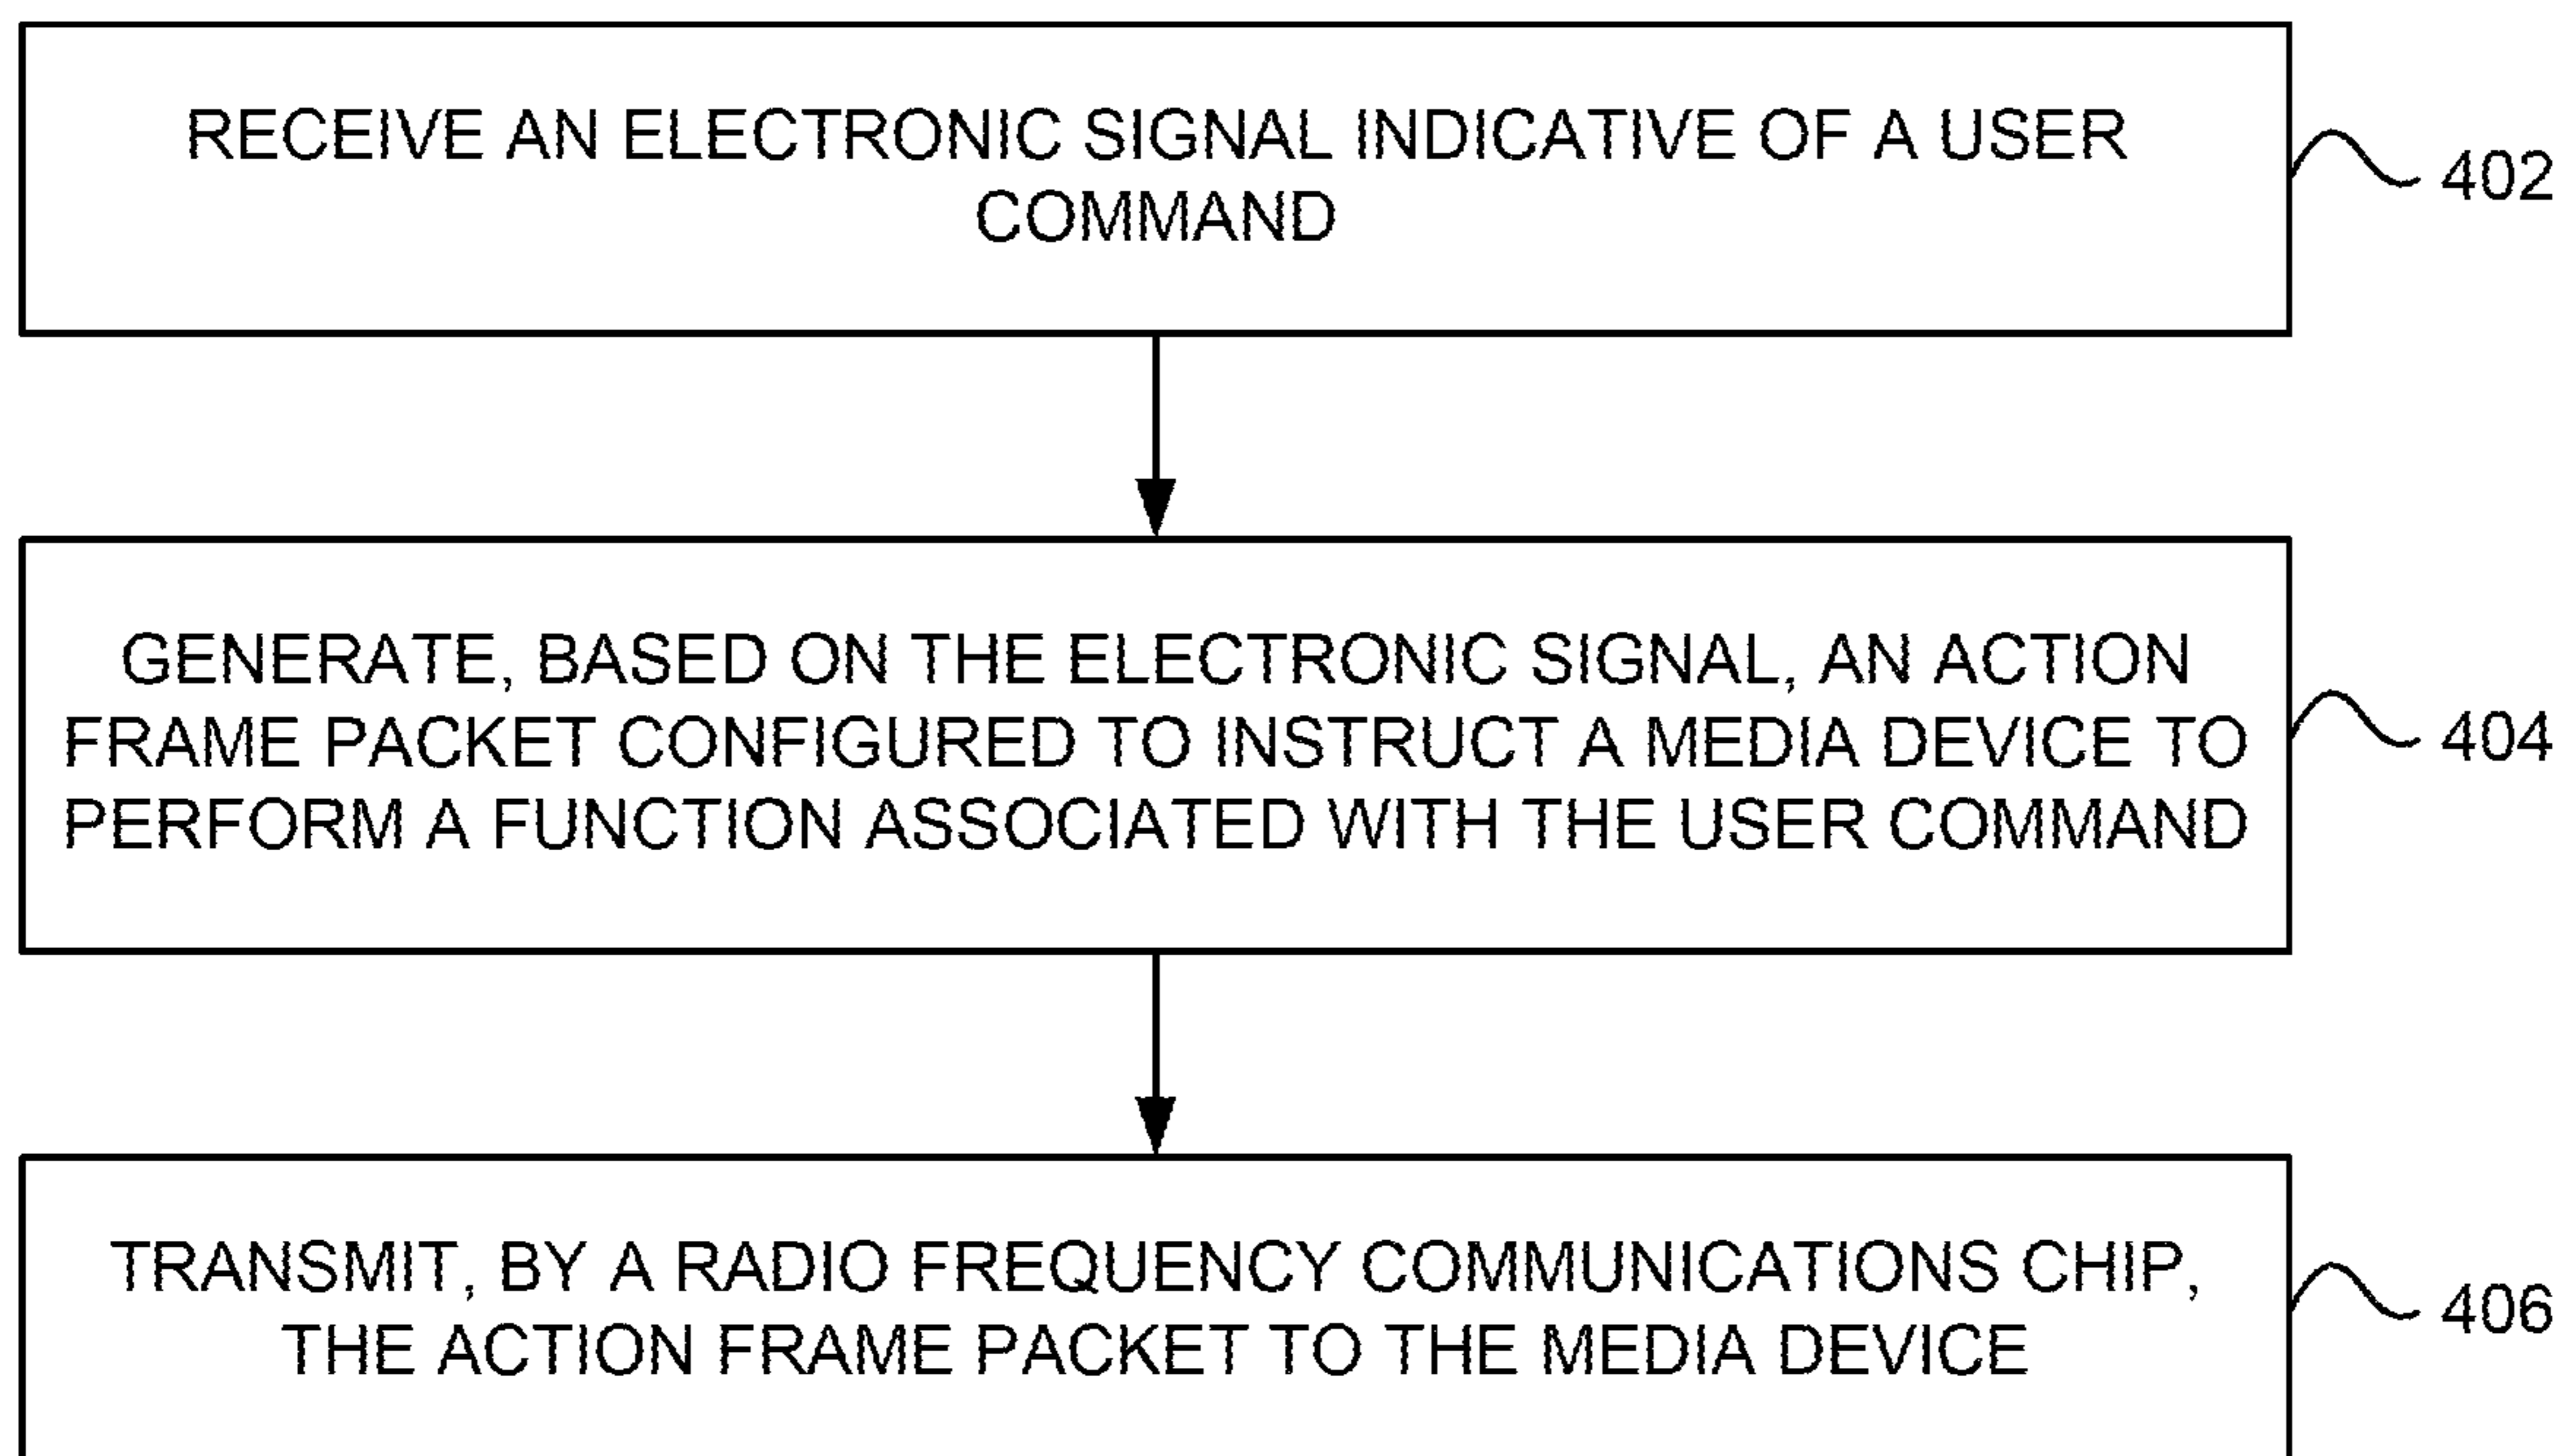 RECEIVE AN ELECTRONIC SIGNAL INDICATIVE OF A USER
COMMAND
402
GENERATE, BASED ON THE ELECTRONIC SIGNAL, AN ACTION
FRAME PACKET CONFIGURED TO INSTRUCT A MEDIA DEVICE TO
PERFORM A FUNCTION ASSOCIATED WITH THE USER COMMAND
404
TRANSMIT, BY A RADIO FREQUENCY COMMUNICATIONS CHIP,
THE ACTION FRAME PACKET TO THE MEDIA DEVICE
406